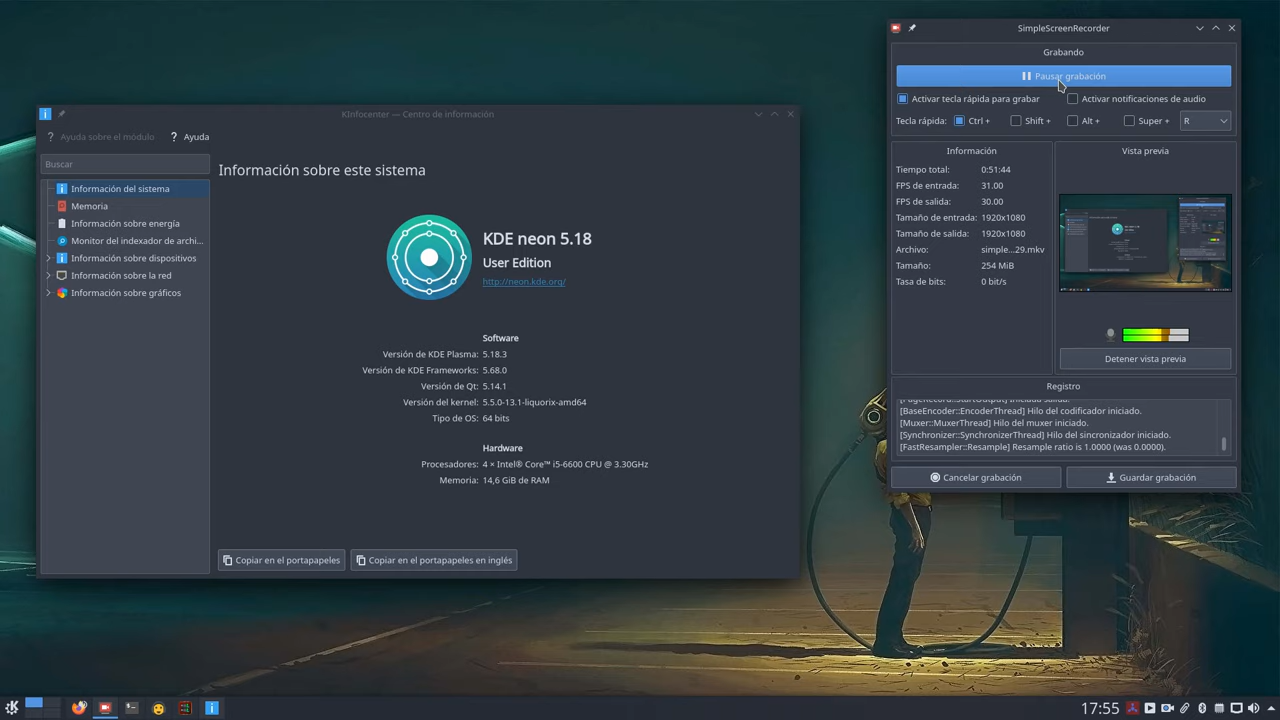 KInfocenter — Centro de información
Ayuda sobre el módulo
Ayuda
Buscar
Información del sistema
Memoria
Información sobre energía
Monitor del indexador de archi...
Información sobre dispositivos
Información sobre la red
Información sobre gráficos
Información sobre este sistema
KDE neon 5.18
User Edition
http://neon.kde.org/
Software
Versión de KDE Plasma: 5.18.3
Versión de KDE Frameworks: 5.68.0
Versión de Qt: 5.14.1
Versión del kernel: 5.5.0-13.1-liquorix-amd64
Tipo de OS: 64 bits
Hardware
Procesadores: 4 × Intel® Core™ i5-6600 CPU @ 3.30GHz
Memoria: 14,6 GiB de RAM
Copiar en el portapapeles
Copiar en el portapapeles en inglés
SimpleScreenRecorder
Grabando
Pausar grabación
Activar tecla rápida para grabar
Activar notificaciones de audio
Tecla rápida: Ctrl + Shift + Alt + Super + R
Información
Tiempo total: 0:51:44
FPS de entrada: 31.00
FPS de salida: 30.00
Tamaño de entrada: 1920x1080
Tamaño de salida: 1920x1080
Archivo: simple...29.mkv
Tamaño: 254 MiB
Tasa de bits: 0 bit/s
Vista previa
Detener vista previa
Registro
[PageRecord::StartOutput] Iniciada salida.
[BaseEncoder::EncoderThread] Hilo del codificador iniciado.
[Muxer::MuxerThread] Hilo del muxer iniciado.
[Synchronizer::SynchronizerThread] Hilo del sincronizador iniciado.
[FastResampler::Resample] Resample ratio is 1.0000 (was 0.0000).
Cancelar grabación
Guardar grabación
17:55